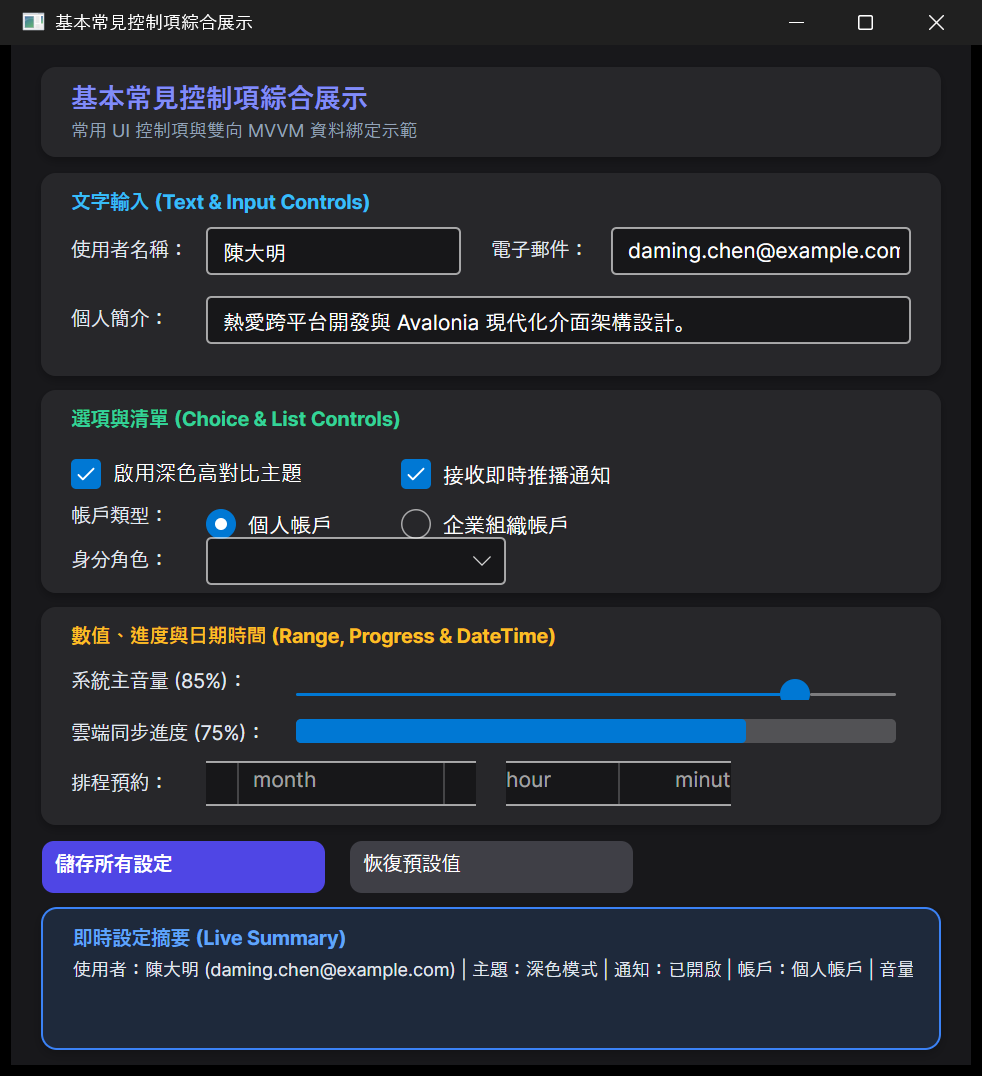 基本常見控制項綜合展示
基本常見控制項綜合展示
常用 UI 控制項與雙向 MVVM 資料綁定示範
文字輸入 (Text & Input Controls)
使用者名稱： 陳大明 電子郵件： daming.chen@example.com
個人簡介： 熱愛跨平台開發與 Avalonia 現代化介面架構設計。
選項與清單 (Choice & List Controls)
啟用深色高對比主題 接收即時推播通知
帳戶類型： 個人帳戶 企業組織帳戶
身分角色：
數值、進度與日期時間 (Range, Progress & DateTime)
系統主音量 (85%)：
雲端同步進度 (75%)：
排程預約： month hour minut
儲存所有設定 恢復預設值
即時設定摘要 (Live Summary)
使用者：陳大明 (daming.chen@example.com) | 主題：深色模式 | 通知：已開啟 | 帳戶：個人帳戶 | 音量